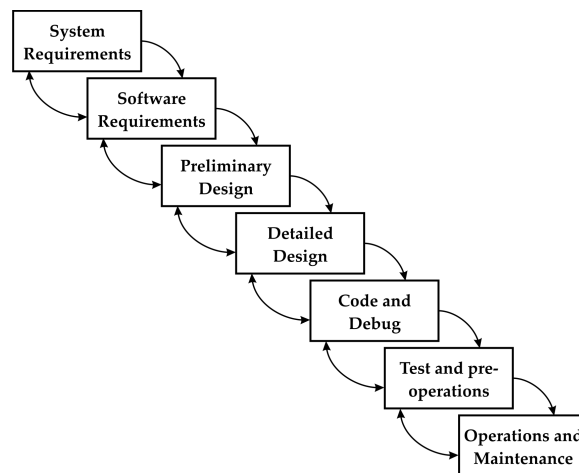 System
Requirements
Software
Requirements
Preliminary
Design
Detailed
Design
Code and
Debug
Test and pre-
operations
Operations and
Maintenance